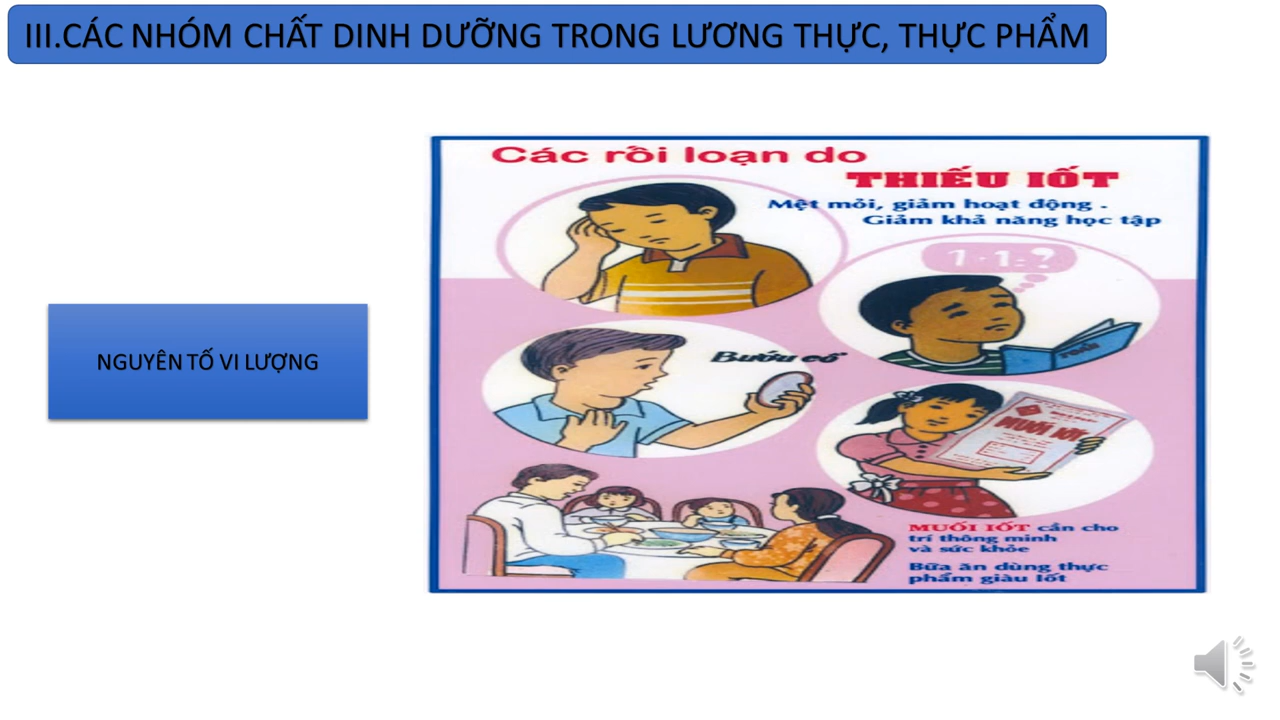 III.CÁC NHÓM CHẤT DINH DƯỠNG TRONG LƯƠNG THỰC, THỰC PHẨM
NGUYÊN TỐ VI LƯỢNG
Các rối loạn do
THIẾU IỐT
Mệt mỏi, giảm hoạt động .
Giảm khả năng học tập
1+1=?
TOÁN
Bướu cổ
MUỐI IỐT
MUỐI IỐT cần cho
trí thông minh
và sức khỏe
Bữa ăn dùng thực
phẩm giàu Iốt